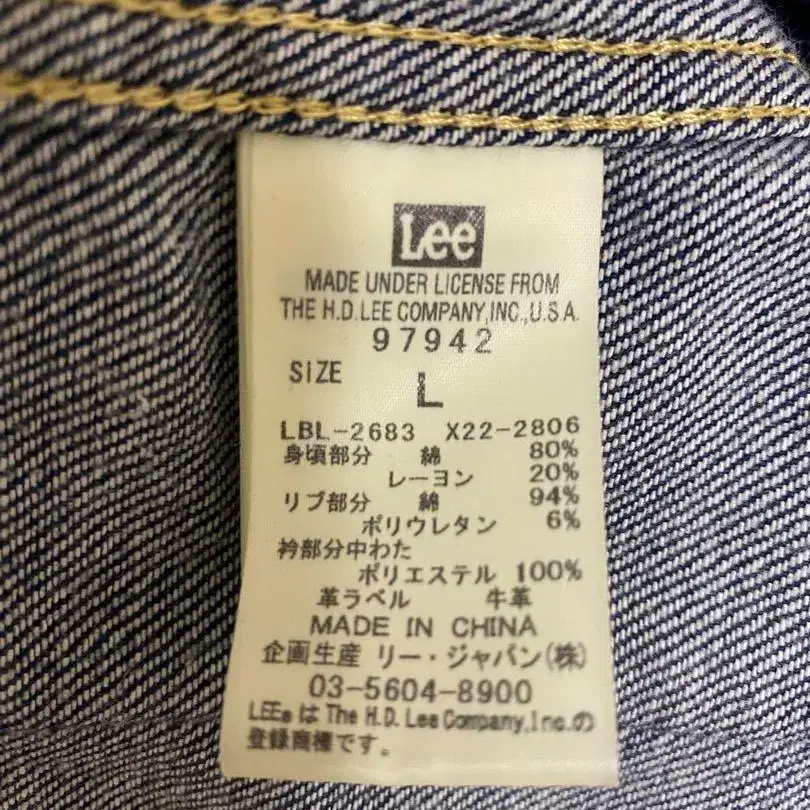 Lee
MADE UNDER LICENSE FROM
THE H.D.LEE COMPANY,INC.,U.S.A.
97942
SIZE L
LBL-2683 X22-2806
身頃部分 綿 80%
レーヨン 20%
リブ部分 綿 94%
ポリウレタン 6%
衿部分中わた
ポリエステル 100%
革ラベル 牛革
MADE IN CHINA
企画生産 リー・ジャパン(株)
03-5604-8900
LEE®は The H.D. Lee Company,Inc.の
登録商標です。